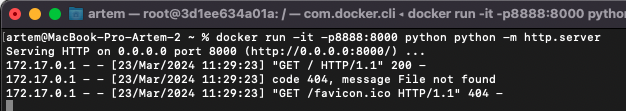 artem — root@3d1ee634a01a: / — com.docker.cli ◂ docker run -it -p8888:8000 python
artem@MacBook-Pro-Artem-2 ~ % docker run -it -p8888:8000 python python -m http.server
Serving HTTP on 0.0.0.0 port 8000 (http://0.0.0.0:8000/) ...
172.17.0.1 - - [23/Mar/2024 11:29:23] "GET / HTTP/1.1" 200 -
172.17.0.1 - - [23/Mar/2024 11:29:23] code 404, message File not found
172.17.0.1 - - [23/Mar/2024 11:29:23] "GET /favicon.ico HTTP/1.1" 404 -